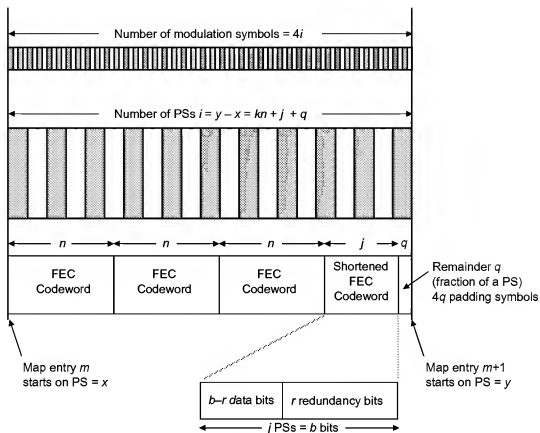 Number of modulation symbols = 4i
Number of PSs i = y – x = kn + j + q
n
n
n
j
q
FEC
Codeword
FEC
Codeword
FEC
Codeword
Shortened
FEC
Codeword
Remainder q
(fraction of a PS)
4q padding symbols
Map entry m
starts on PS = x
Map entry m+1
starts on PS = y
b–r data bits
r redundancy bits
j PSs = b bits